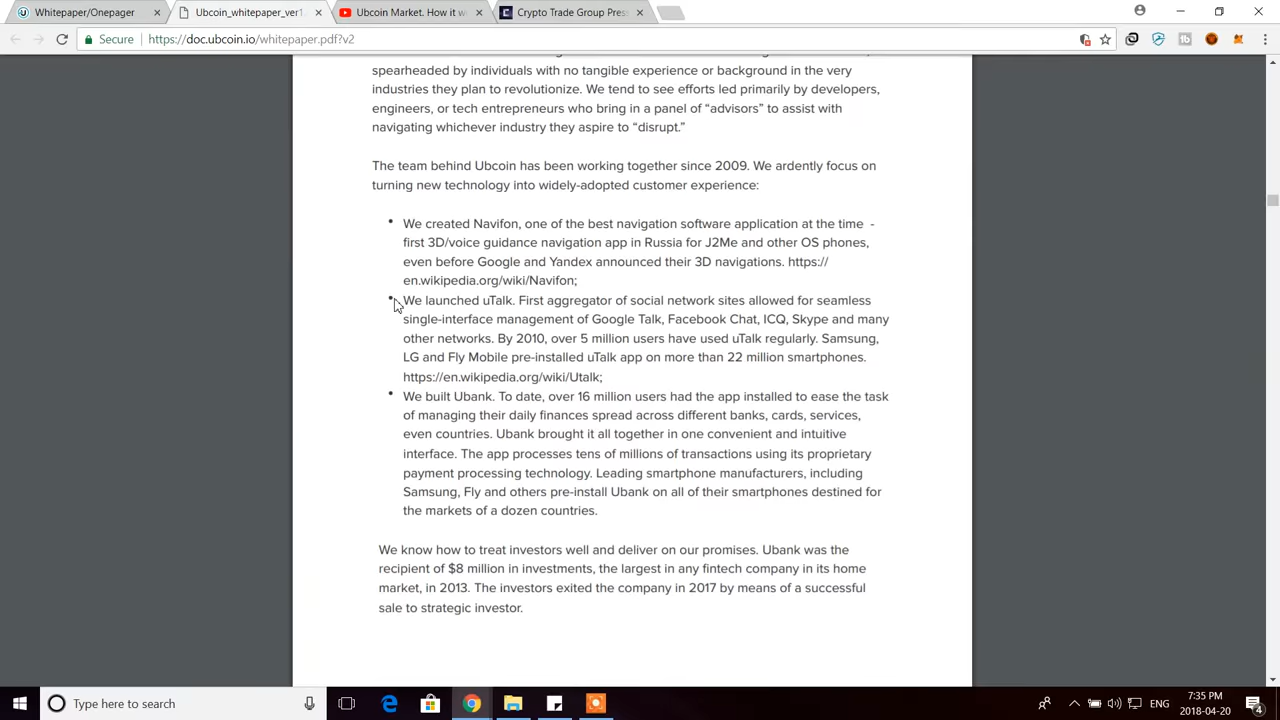 Whitepaper/Onepager
Ubcoin_whitepaper_ver1
Ubcoin Market. How it w
Crypto Trade Group Pres
Secure
https://doc.ubcoin.io/whitepaper.pdf?v2
spearheaded by individuals with no tangible experience or background in the very
industries they plan to revolutionize. We tend to see efforts led primarily by developers,
engineers, or tech entrepreneurs who bring in a panel of “advisors” to assist with
navigating whichever industry they aspire to “disrupt.”
The team behind Ubcoin has been working together since 2009. We ardently focus on
turning new technology into widely-adopted customer experience:
• We created Navifon, one of the best navigation software application at the time -
first 3D/voice guidance navigation app in Russia for J2Me and other OS phones,
even before Google and Yandex announced their 3D navigations. https://
en.wikipedia.org/wiki/Navifon;
• We launched uTalk. First aggregator of social network sites allowed for seamless
single-interface management of Google Talk, Facebook Chat, ICQ, Skype and many
other networks. By 2010, over 5 million users have used uTalk regularly. Samsung,
LG and Fly Mobile pre-installed uTalk app on more than 22 million smartphones.
https://en.wikipedia.org/wiki/Utalk;
• We built Ubank. To date, over 16 million users had the app installed to ease the task
of managing their daily finances spread across different banks, cards, services,
even countries. Ubank brought it all together in one convenient and intuitive
interface. The app processes tens of millions of transactions using its proprietary
payment processing technology. Leading smartphone manufacturers, including
Samsung, Fly and others pre-install Ubank on all of their smartphones destined for
the markets of a dozen countries.
We know how to treat investors well and deliver on our promises. Ubank was the
recipient of $8 million in investments, the largest in any fintech company in its home
market, in 2013. The investors exited the company in 2017 by means of a successful
sale to strategic investor.
Type here to search
ENG
7:35 PM
2018-04-20
4